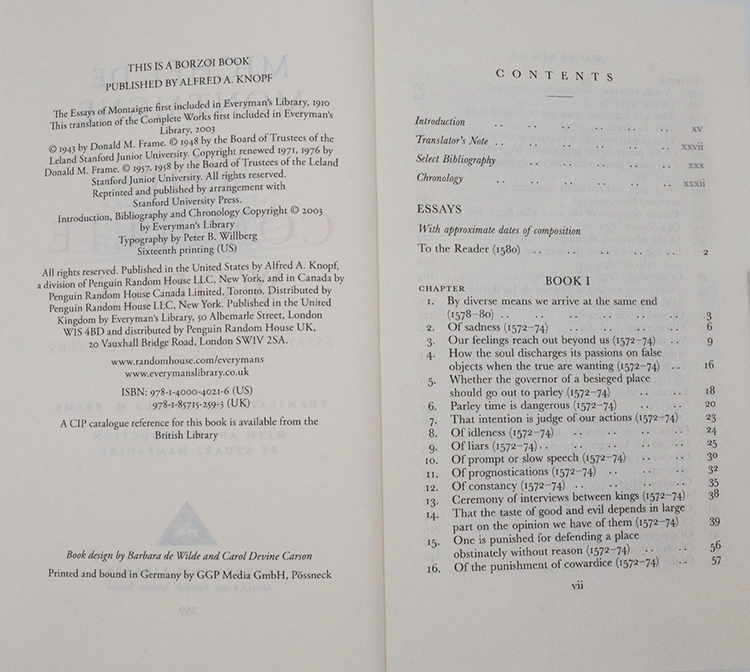 THIS IS A BORZOI BOOK
PUBLISHED BY ALFRED A. KNOPF
The Essays of Montaigne first included in Everyman's Library, 1910
This translation of the Complete Works first included in Everyman's
Library, 2003
© 1943 by Donald M. Frame. © 1948 by the Board of Trustees of the
Leland Stanford Junior University. Copyright renewed 1971, 1976 by
Donald M. Frame. © 1957, 1958 by the Board of Trustees of the Leland
Stanford Junior University. All rights reserved.
Reprinted and published by arrangement with
Stanford University Press.
Introduction, Bibliography and Chronology Copyright © 2003
by Everyman's Library
Typography by Peter B. Willberg
Sixteenth printing (US)
All rights reserved. Published in the United States by Alfred A. Knopf,
a division of Penguin Random House LLC, New York, and in Canada by
Penguin Random House Canada Limited, Toronto. Distributed by
Penguin Random House LLC, New York. Published in the United
Kingdom by Everyman's Library, 50 Albemarle Street, London
W1S 4BD and distributed by Penguin Random House UK,
20 Vauxhall Bridge Road, London SW1V 2SA.
www.randomhouse.com/everymans
www.everymanslibrary.co.uk
ISBN: 978-1-4000-4021-6 (US)
978-1-85715-259-3 (UK)
A CIP catalogue reference for this book is available from the
British Library
Book design by Barbara de Wilde and Carol Devine Carson
Printed and bound in Germany by GGP Media GmbH, Pössneck
CONTENTS
Introduction .. .. .. .. .. xv
Translator's Note .. .. .. .. .. xxvii
Select Bibliography .. .. .. .. xxx
Chronology .. .. .. .. .. xxxii
ESSAYS
With approximate dates of composition
To the Reader (1580) .. .. .. .. 2
BOOK I
CHAPTER
1. By diverse means we arrive at the same end
(1578–80) .. .. .. .. .. .. 3
2. Of sadness (1572–74) .. .. .. .. 6
3. Our feelings reach out beyond us (1572–74) .. 9
4. How the soul discharges its passions on false
objects when the true are wanting (1572–74) .. 16
5. Whether the governor of a besieged place
should go out to parley (1572–74) .. .. 18
6. Parley time is dangerous (1572–74) .. .. 20
7. That intention is judge of our actions (1572–74) 23
8. Of idleness (1572–74) .. .. .. .. 24
9. Of liars (1572–74) .. .. .. .. .. 25
10. Of prompt or slow speech (1572–74) .. .. 30
11. Of prognostications (1572–74) .. .. .. 32
12. Of constancy (1572–74) .. .. .. .. 35
13. Ceremony of interviews between kings (1572–74) 38
14. That the taste of good and evil depends in large
part on the opinion we have of them (1572–74) 39
15. One is punished for defending a place
obstinately without reason (1572–74) .. .. 56
16. Of the punishment of cowardice (1572–74) .. 57
vii